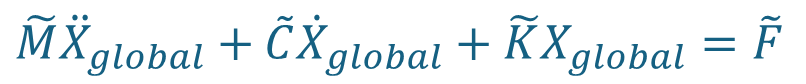 M̃Ẍ_global + C̃Ẋ_global + K̃X_global = F̃